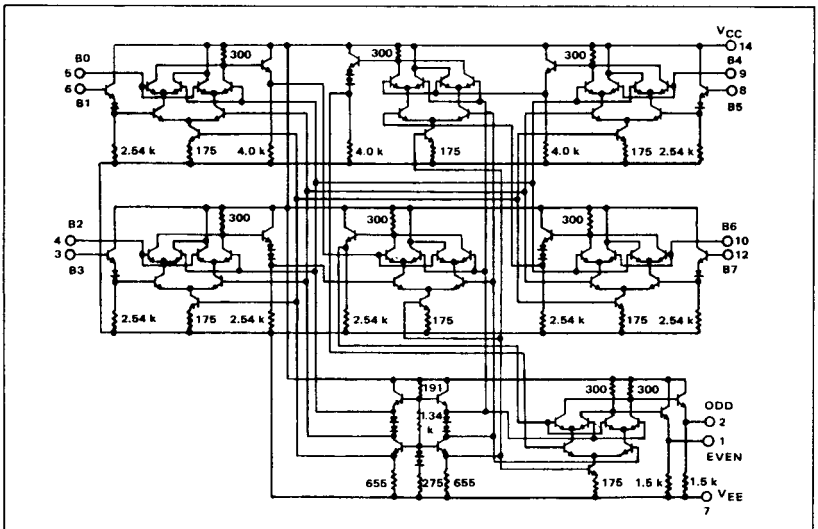 VCC
14
300 300 300
B0 B4
5 9
6 8
B1 B5
2.54 k 175 4.0 k 4.0 k 175 4.0 k 175 2.54 k
B2 B6
300 300 300
4 10
3 12
B3 B7
2.54 k 175 2.54 k 2.54 k 175 2.54 k 175 2.54 k
191 300 300
1.34 k
ODD
2
1
EVEN
655 275 655 175 1.5 k 1.5 k
VEE
7